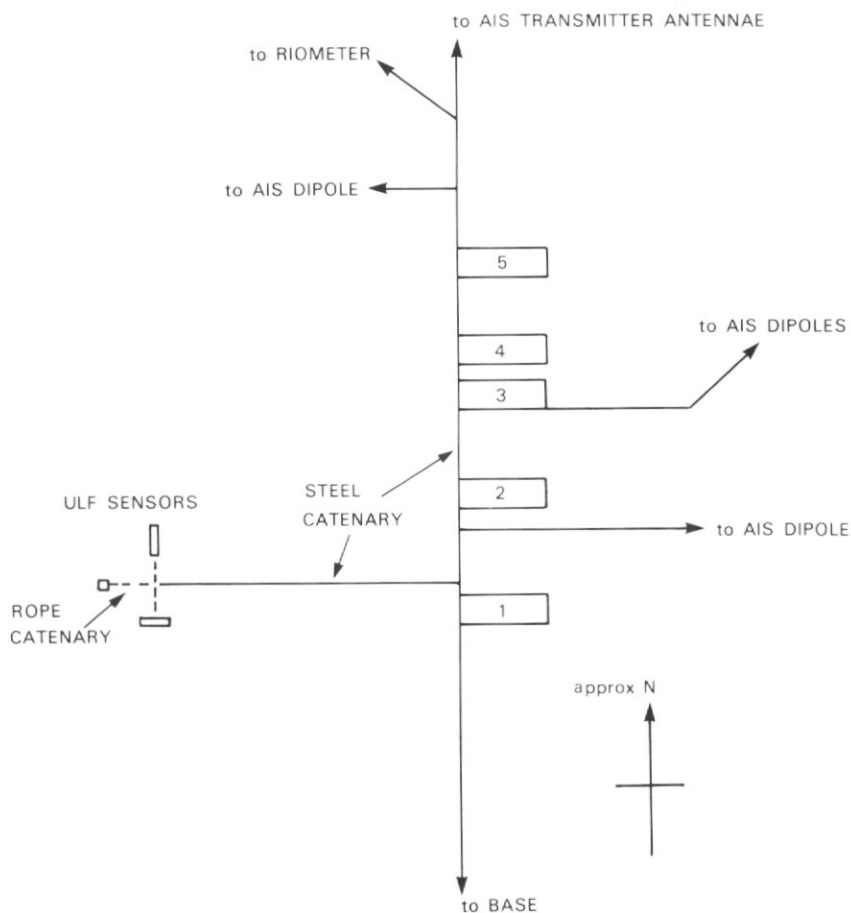 to AIS TRANSMITTER ANTENNAE
to RIOMETER
to AIS DIPOLE
5
to AIS DIPOLES
4
3
STEEL
CATENARY
2
ULF SENSORS
to AIS DIPOLE
ROPE
CATENARY
1
approx N
to BASE